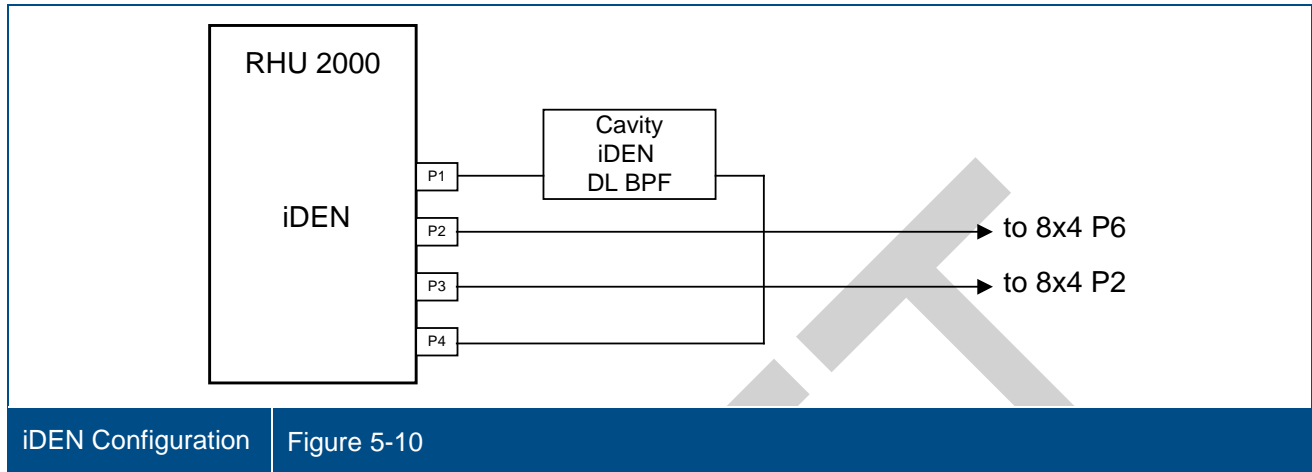 RHU 2000
iDEN
P1
P2
P3
P4
Cavity
iDEN
DL BPF
to 8x4 P6
to 8x4 P2
iDEN Configuration
Figure 5-10